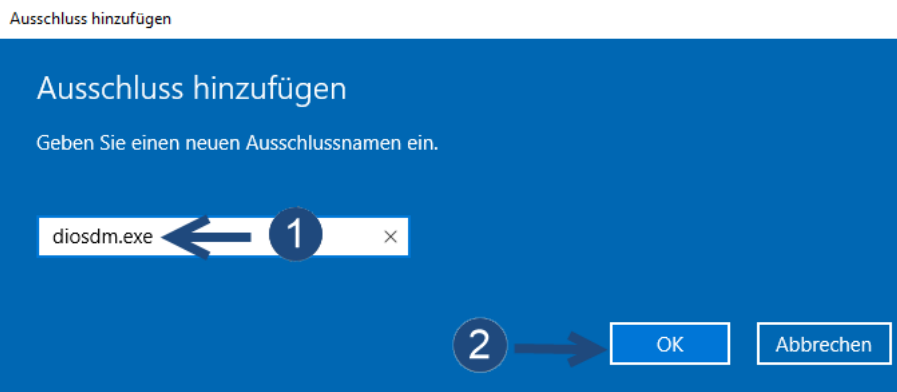 Ausschluss hinzufügen
Ausschluss hinzufügen
Geben Sie einen neuen Ausschlussnamen ein.
diosdm.exe 1 ×
2 OK Abbrechen